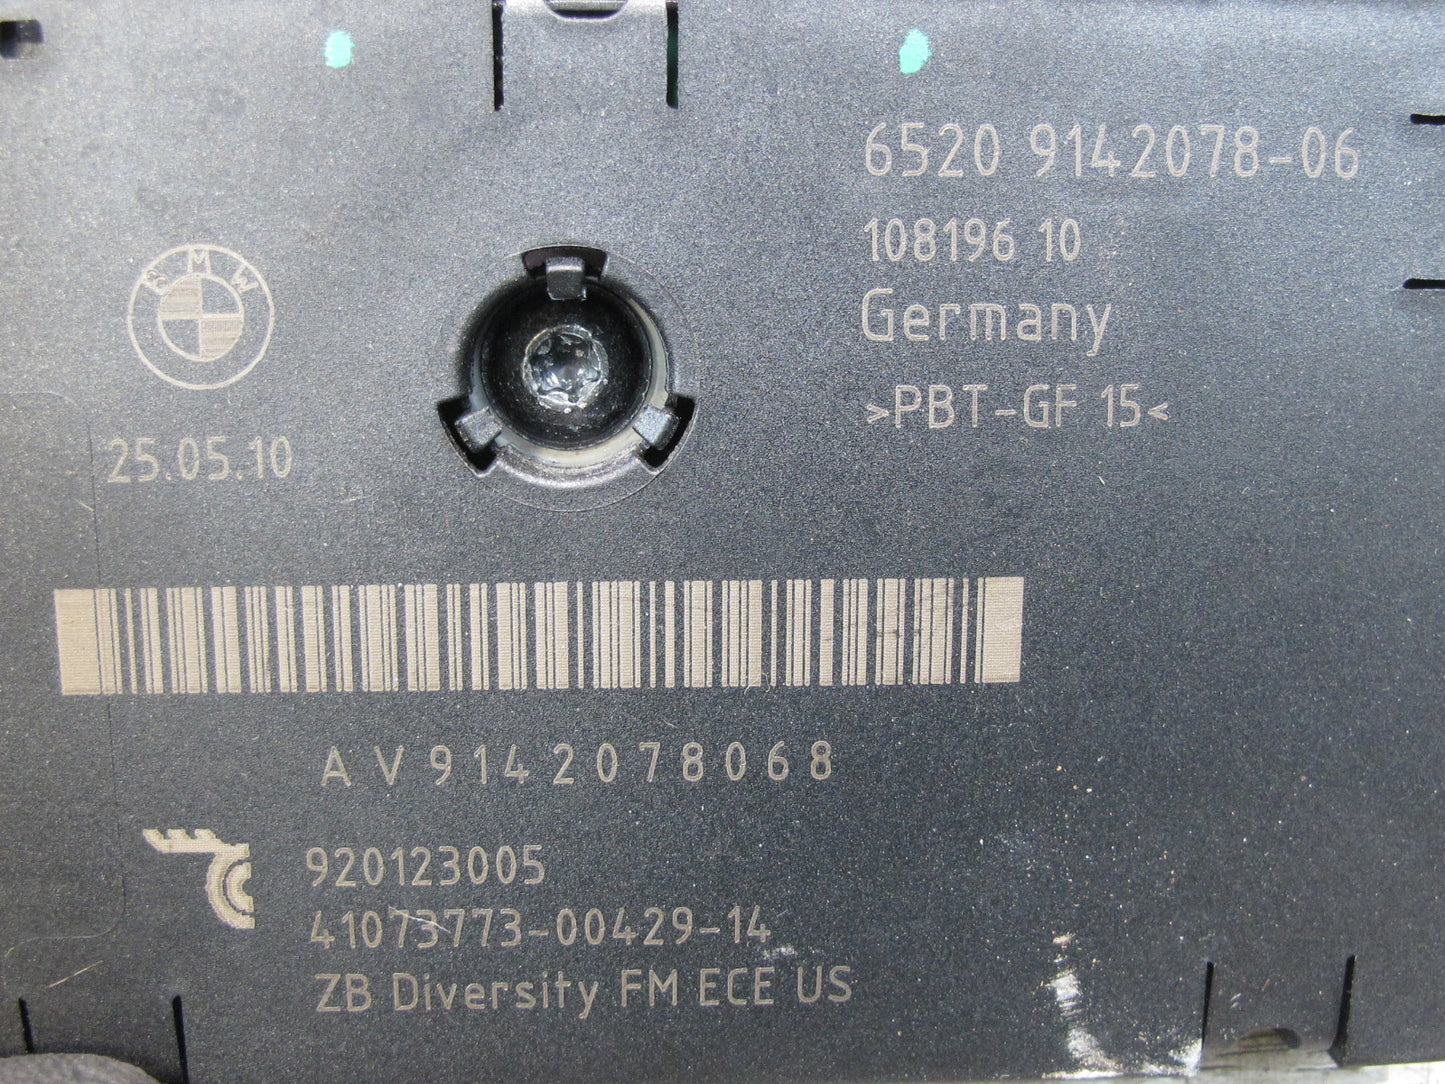 6520 9142078-06
108196 10
Germany
>PBT-GF 15<
BMW
25.05.10
AV9142078068
920123005
41073773-00429-14
ZB Diversity FM ECE US